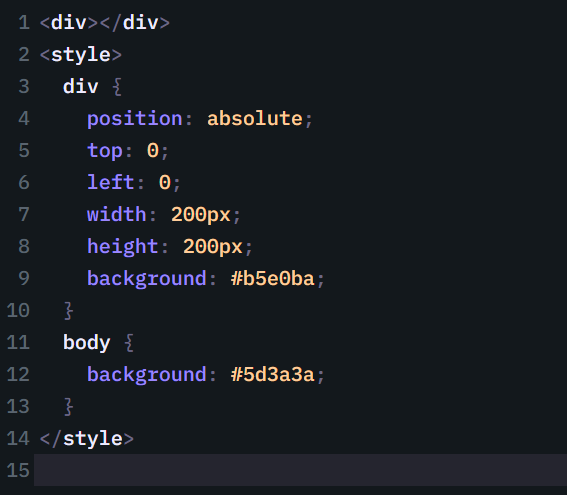 1 <div></div>
2 <style>
3   div {
4     position: absolute;
5     top: 0;
6     left: 0;
7     width: 200px;
8     height: 200px;
9     background: #b5e0ba;
10   }
11   body {
12     background: #5d3a3a;
13   }
14 </style>
15